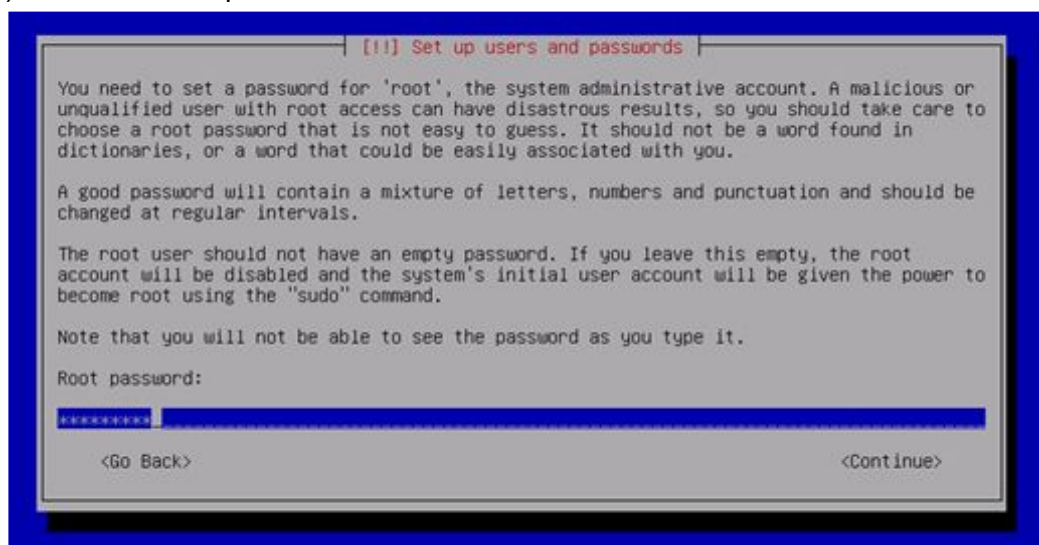 [!!] Set up users and passwords
You need to set a password for 'root', the system administrative account. A malicious or
unqualified user with root access can have disastrous results, so you should take care to
choose a root password that is not easy to guess. It should not be a word found in
dictionaries, or a word that could be easily associated with you.
A good password will contain a mixture of letters, numbers and punctuation and should be
changed at regular intervals.
The root user should not have an empty password. If you leave this empty, the root
account will be disabled and the system's initial user account will be given the power to
become root using the "sudo" command.
Note that you will not be able to see the password as you type it.
Root password:
*********
<Go Back> <Continue>